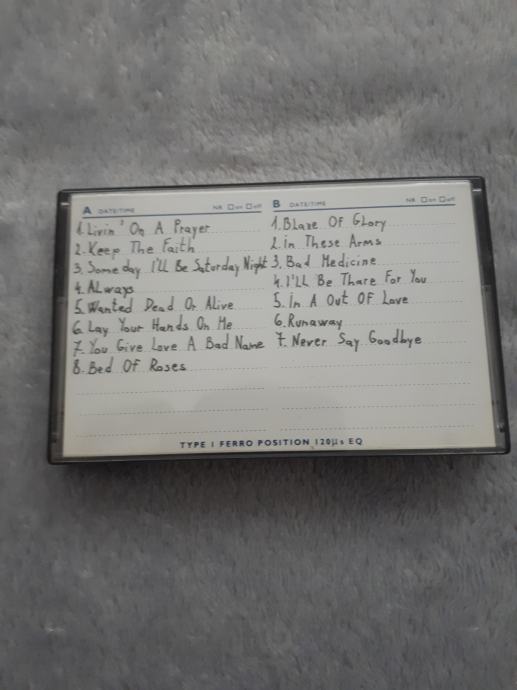 A DATE/TIME NR □on □off
1. Livin' On A Prayer
2. Keep The Faith
3. Someday I'll Be Saturday Night
4. Always
5. Wanted Dead Or Alive
6. Lay Your Hands On Me
7. You Give Love A Bad Name
8. Bed Of Roses
B DATE/TIME NR □on □off
1. Blaze Of Glory
2. in These Arms
3. Bad Medicine
4. I'LL Be Thare For You
5. in A Out OF Love
6. Runaway
7. Never Say Goodbye
TYPE I FERRO POSITION 120µs EQ